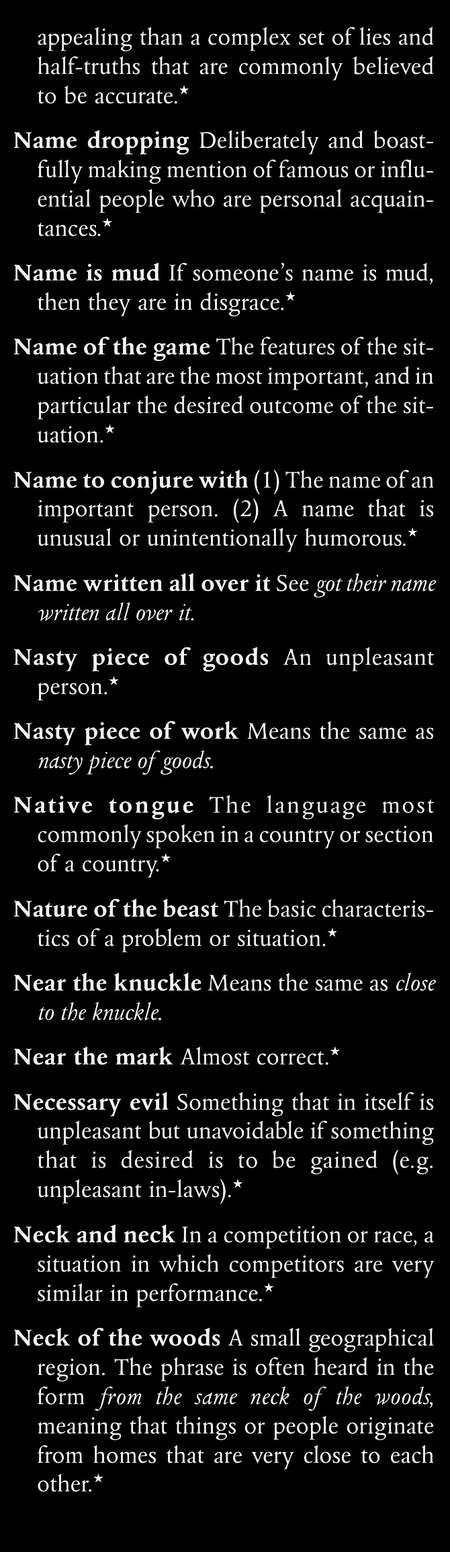 appealing than a complex set of lies and
half-truths that are commonly believed
to be accurate.★
Name dropping Deliberately and boast-
fully making mention of famous or influ-
ential people who are personal acquain-
tances.★
Name is mud If someone’s name is mud,
then they are in disgrace.★
Name of the game The features of the sit-
uation that are the most important, and in
particular the desired outcome of the sit-
uation.★
Name to conjure with (1) The name of an
important person. (2) A name that is
unusual or unintentionally humorous.★
Name written all over it See got their name
written all over it.
Nasty piece of goods An unpleasant
person.★
Nasty piece of work Means the same as
nasty piece of goods.
Native tongue The language most
commonly spoken in a country or section
of a country.★
Nature of the beast The basic characteris-
tics of a problem or situation.★
Near the knuckle Means the same as close
to the knuckle.
Near the mark Almost correct.★
Necessary evil Something that in itself is
unpleasant but unavoidable if something
that is desired is to be gained (e.g.
unpleasant in-laws).★
Neck and neck In a competition or race, a
situation in which competitors are very
similar in performance.★
Neck of the woods A small geographical
region. The phrase is often heard in the
form from the same neck of the woods,
meaning that things or people originate
from homes that are very close to each
other.★